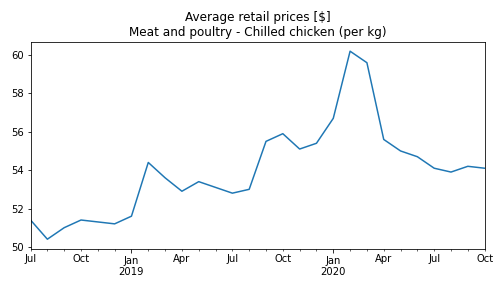 Average retail prices [$]
Meat and poultry - Chilled chicken (per kg)
60
58
56
54
52
50
Jul Oct Jan Apr Jul Oct Jan Apr Jul Oct
2019 2020